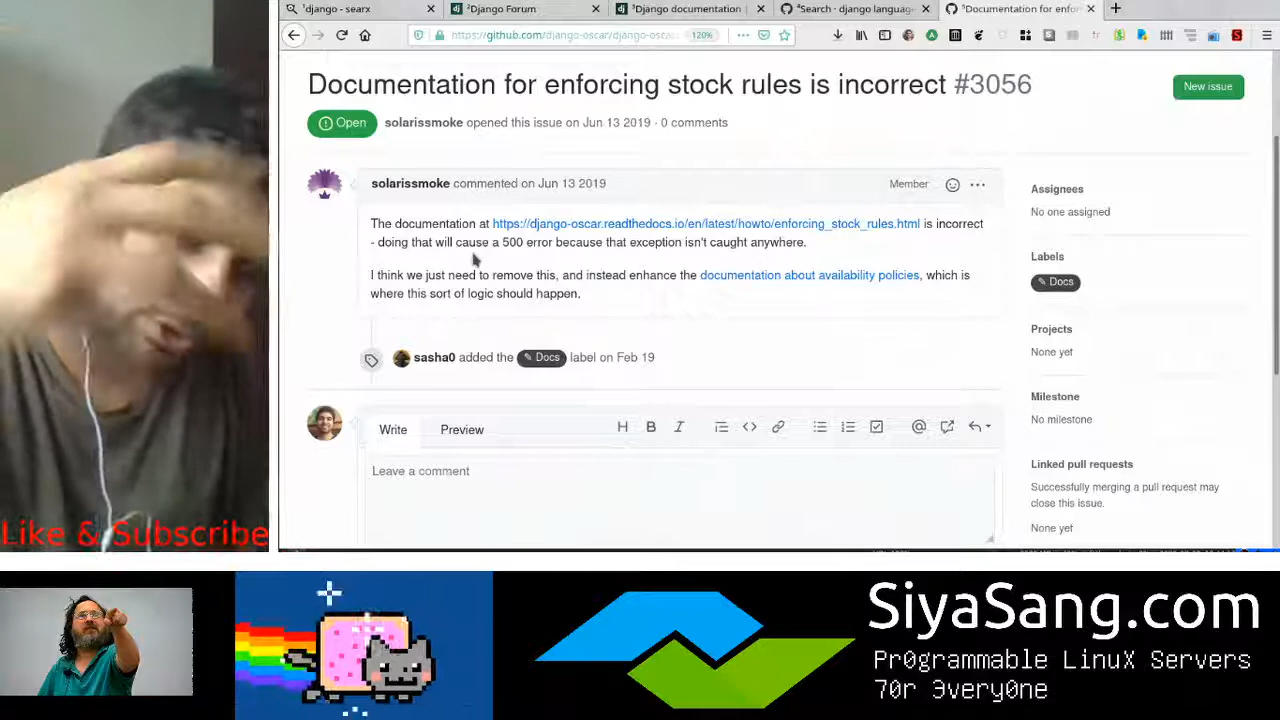 ¹django - searx
²Django Forum
³Django documentation
⁴Search · django language
⁵Documentation for enfor
https://github.com/django-oscar/django-osca
120%
Documentation for enforcing stock rules is incorrect #3056
New issue
Open
solarissmoke opened this issue on Jun 13 2019 · 0 comments
solarissmoke commented on Jun 13 2019
Member
The documentation at https://django-oscar.readthedocs.io/en/latest/howto/enforcing_stock_rules.html is incorrect
- doing that will cause a 500 error because that exception isn't caught anywhere.
I think we just need to remove this, and instead enhance the documentation about availability policies, which is
where this sort of logic should happen.
sasha0 added the Docs label on Feb 19
Write
Preview
Leave a comment
Assignees
No one assigned
Labels
Docs
Projects
None yet
Milestone
No milestone
Linked pull requests
Successfully merging a pull request may
close this issue.
None yet
Like & Subscribe
SiyaSang.com
Pr0grammable LinuX Servers
70r 3very0ne